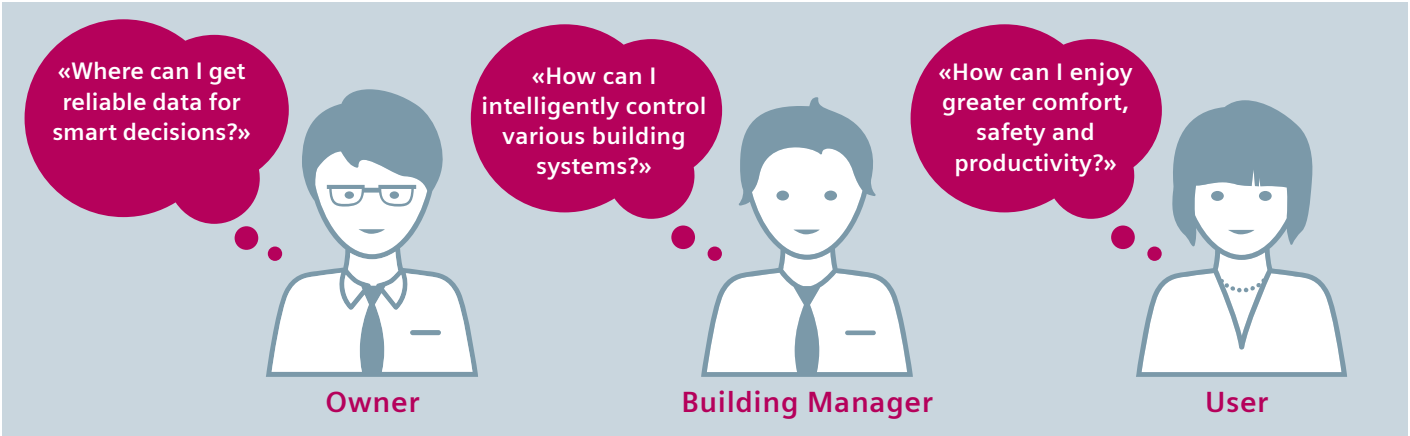 «Where can I get
reliable data for
smart decisions?»
«How can I
intelligently control
various building
systems?»
«How can I enjoy
greater comfort,
safety and
productivity?»
Owner
Building Manager
User